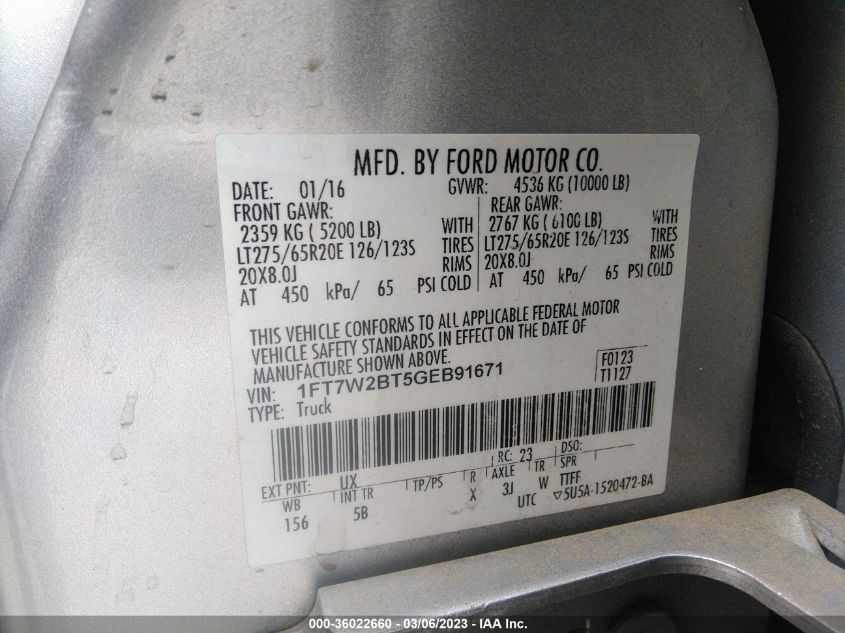 MFD. BY FORD MOTOR CO.
DATE: 01/16 GVWR: 4536 KG (10000 LB)
FRONT GAWR: REAR GAWR:
2359 KG ( 5200 LB) WITH 2767 KG ( 6100 LB) WITH
LT275/65R20E 126/123S TIRES LT275/65R20E 126/123S TIRES
20X8.0J RIMS 20X8.0J RIMS
AT 450 kPa/ 65 PSI COLD AT 450 kPa/ 65 PSI COLD
THIS VEHICLE CONFORMS TO ALL APPLICABLE FEDERAL MOTOR
VEHICLE SAFETY STANDARDS IN EFFECT ON THE DATE OF
MANUFACTURE SHOWN ABOVE.
VIN: 1FT7W2BT5GEB91671 F0123
TYPE: Truck T1127
EXT PNT: UX RC: 23 DSO:
WB INT TR TP/PS R AXLE TR SPR
156 5B X 3J W TTFF
UTC ▽5U5A-1520472-BA
000-36022660 - 03/06/2023 - IAA Inc.